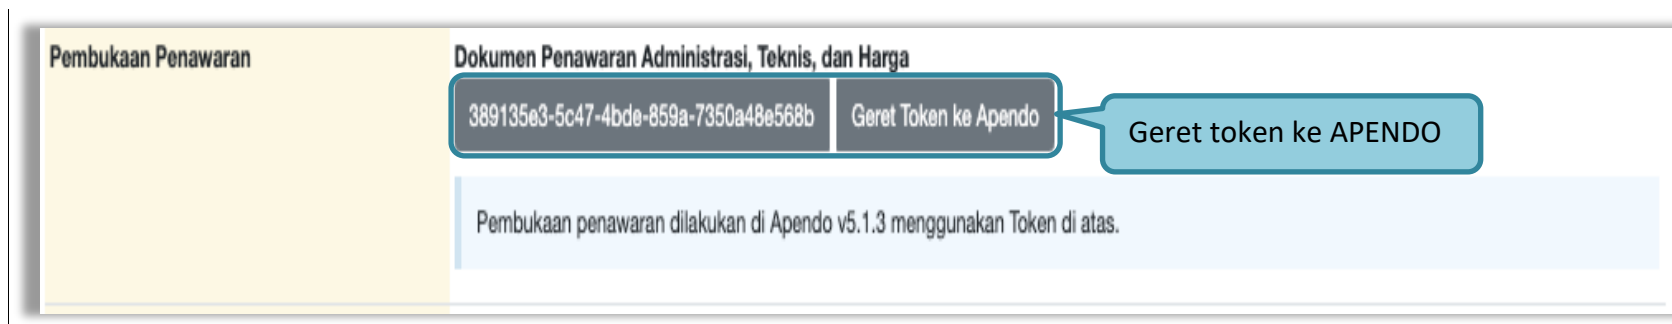 Pembukaan Penawaran
Dokumen Penawaran Administrasi, Teknis, dan Harga
389135e3-5c47-4bde-859a-7350a48e568b
Geret Token ke Apendo
Geret token ke APENDO
Pembukaan penawaran dilakukan di Apendo v5.1.3 menggunakan Token di atas.